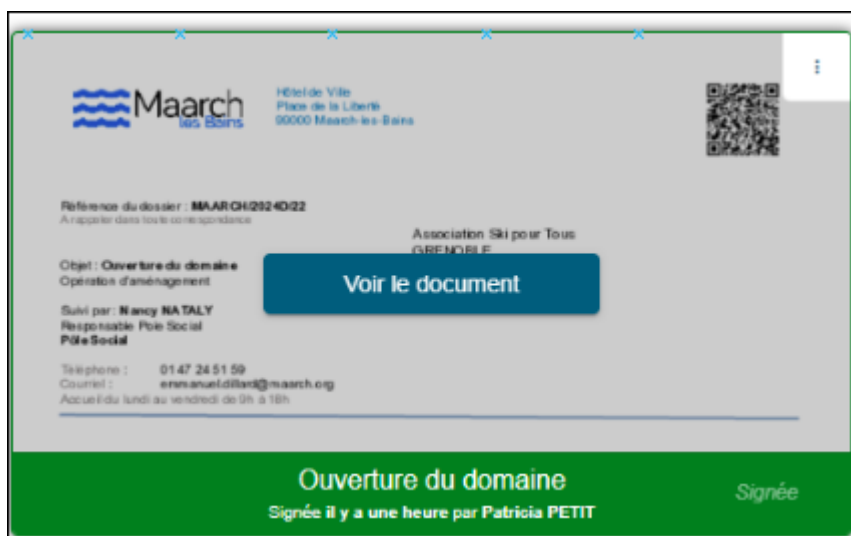 Maarch
les Bains
Hôtel de Ville
Place de la Liberté
90000 Maarch-les-Bains
Référence du dossier : MAARCH/2024D/22
A rappeler dans toute correspondance
Association Ski pour Tous
GRENOBLE
Objet : Ouverture du domaine
Opération d'aménagement
Voir le document
Suivi par: Nancy NATALY
Responsable Pole Social
Pôle Social
Téléphone : 01 47 24 51 59
Courriel : emmanuel.dillard@maarch.org
Accueil du lundi au vendredi de 9h à 18h
Ouverture du domaine
Signée
Signée il y a une heure par Patricia PETIT